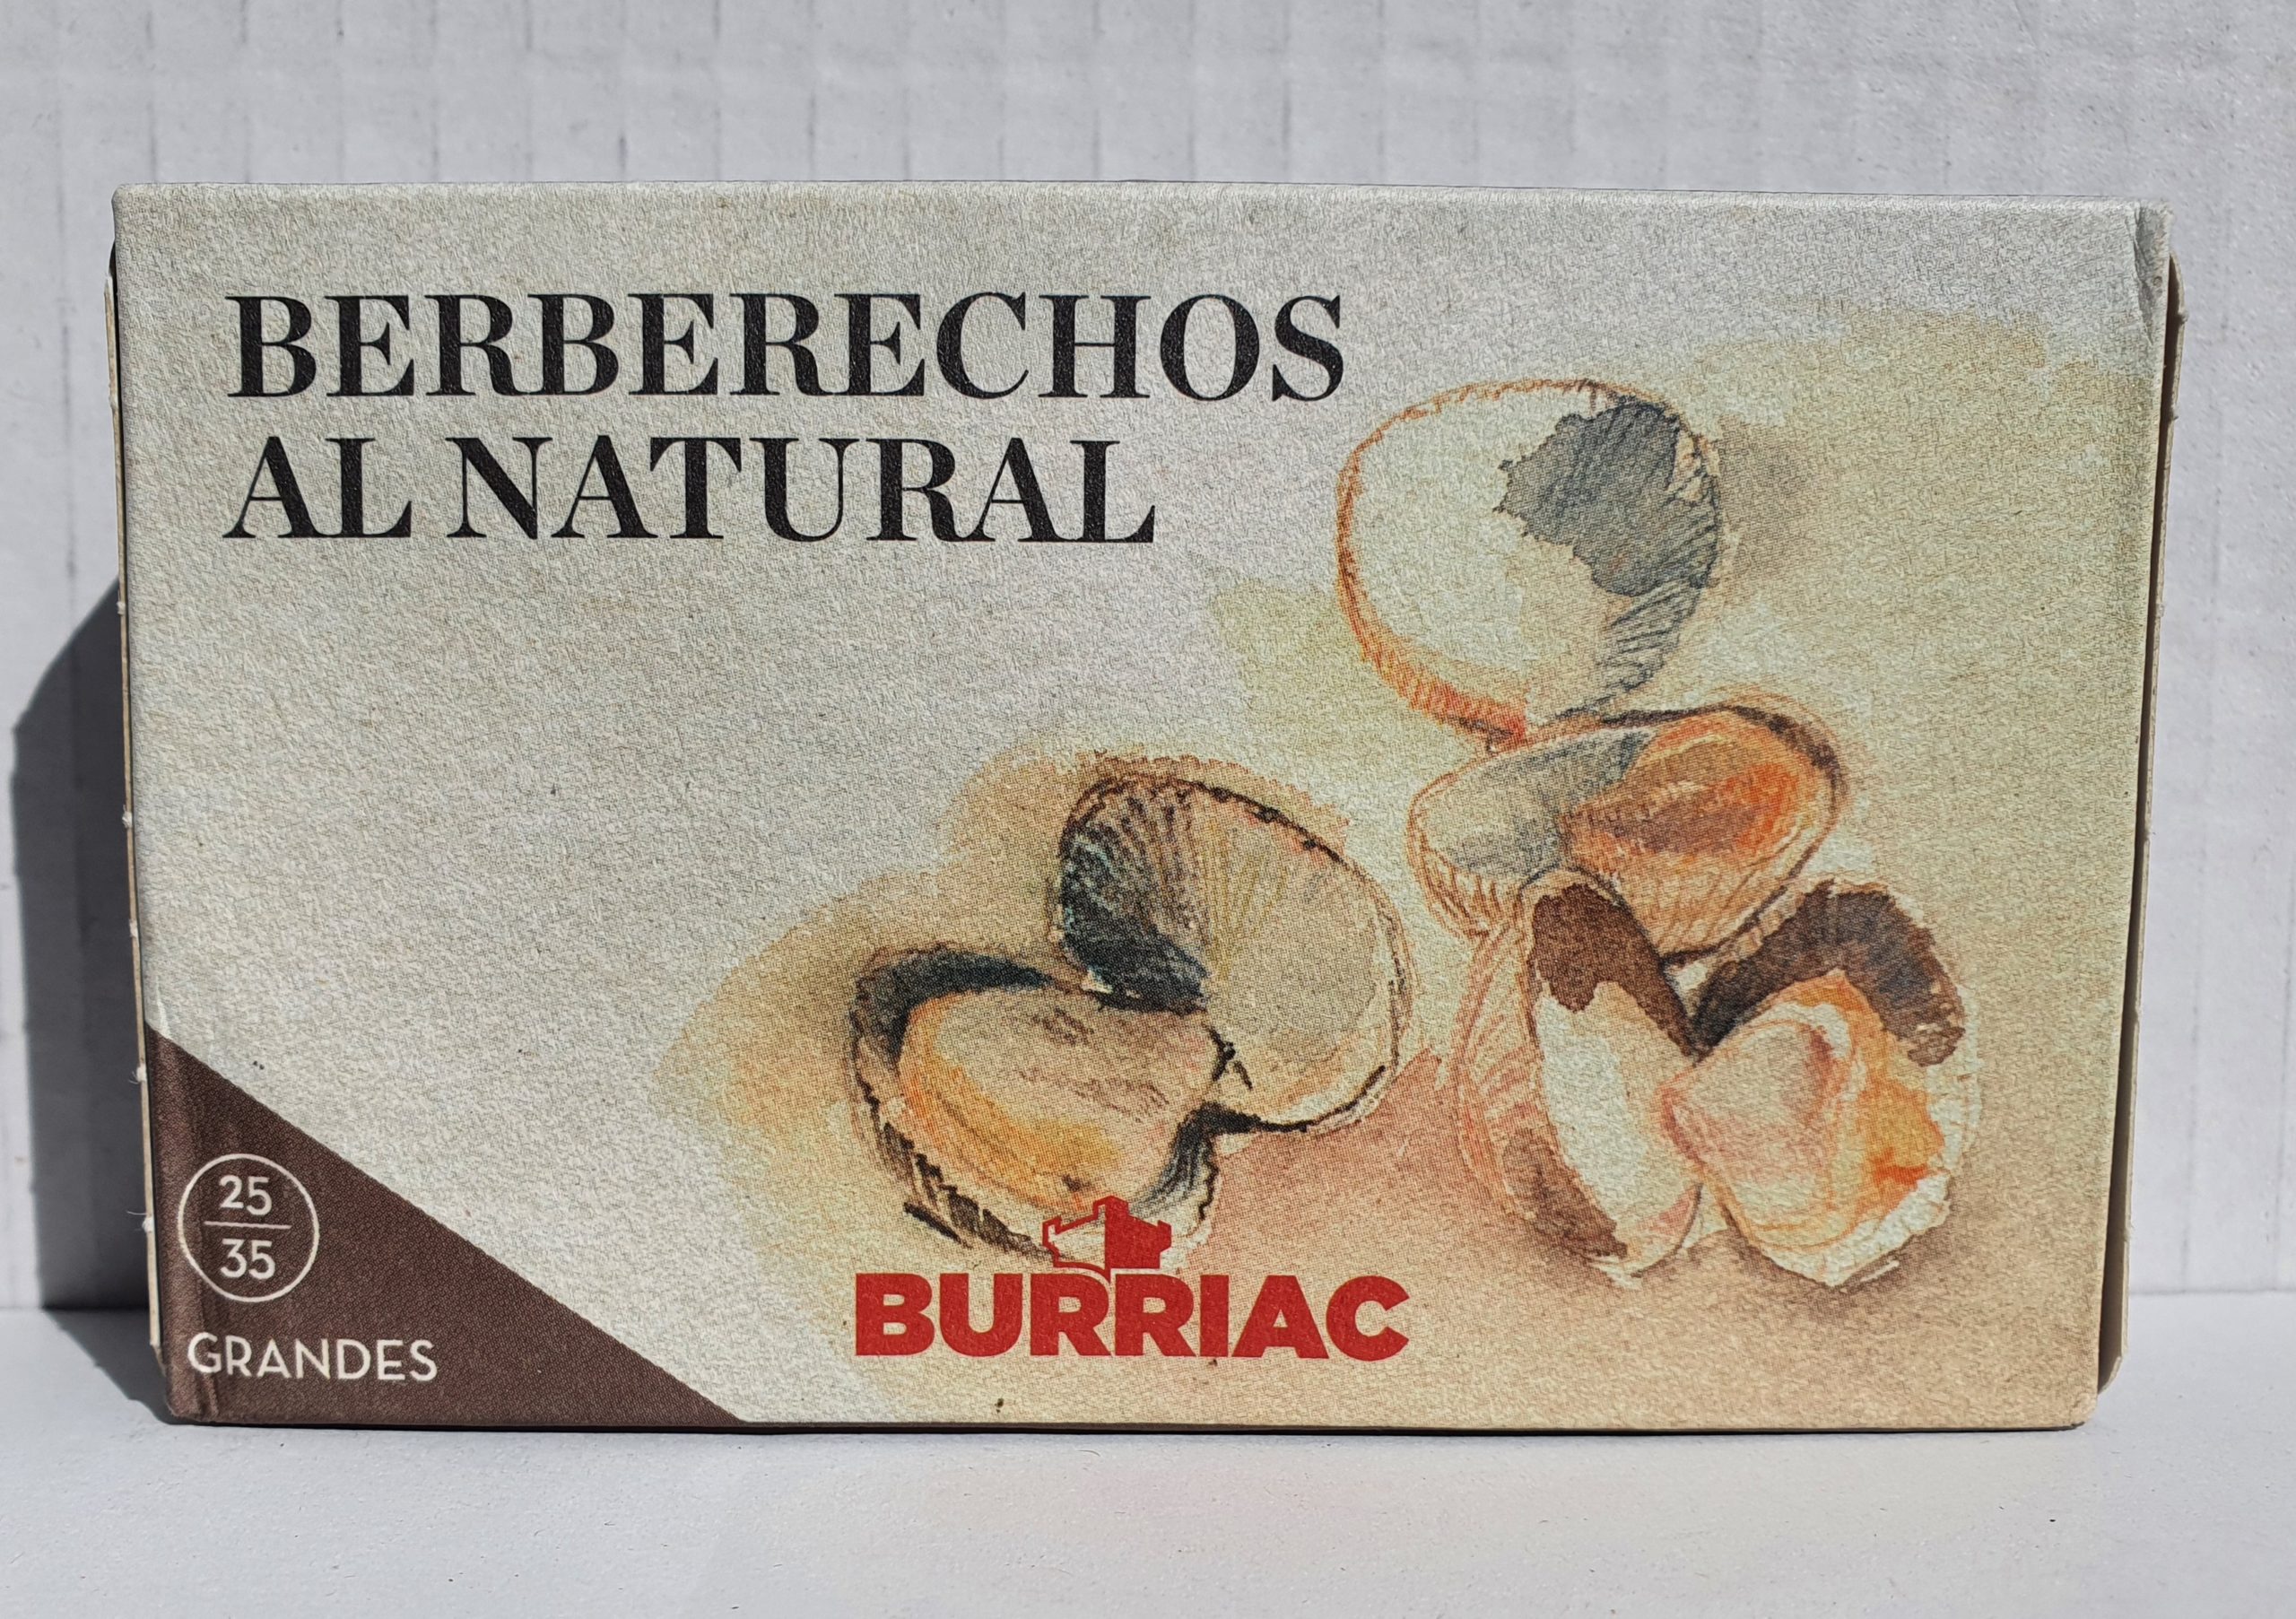 BERBERECHOS
AL NATURAL
25
35
GRANDES
BURRIAC